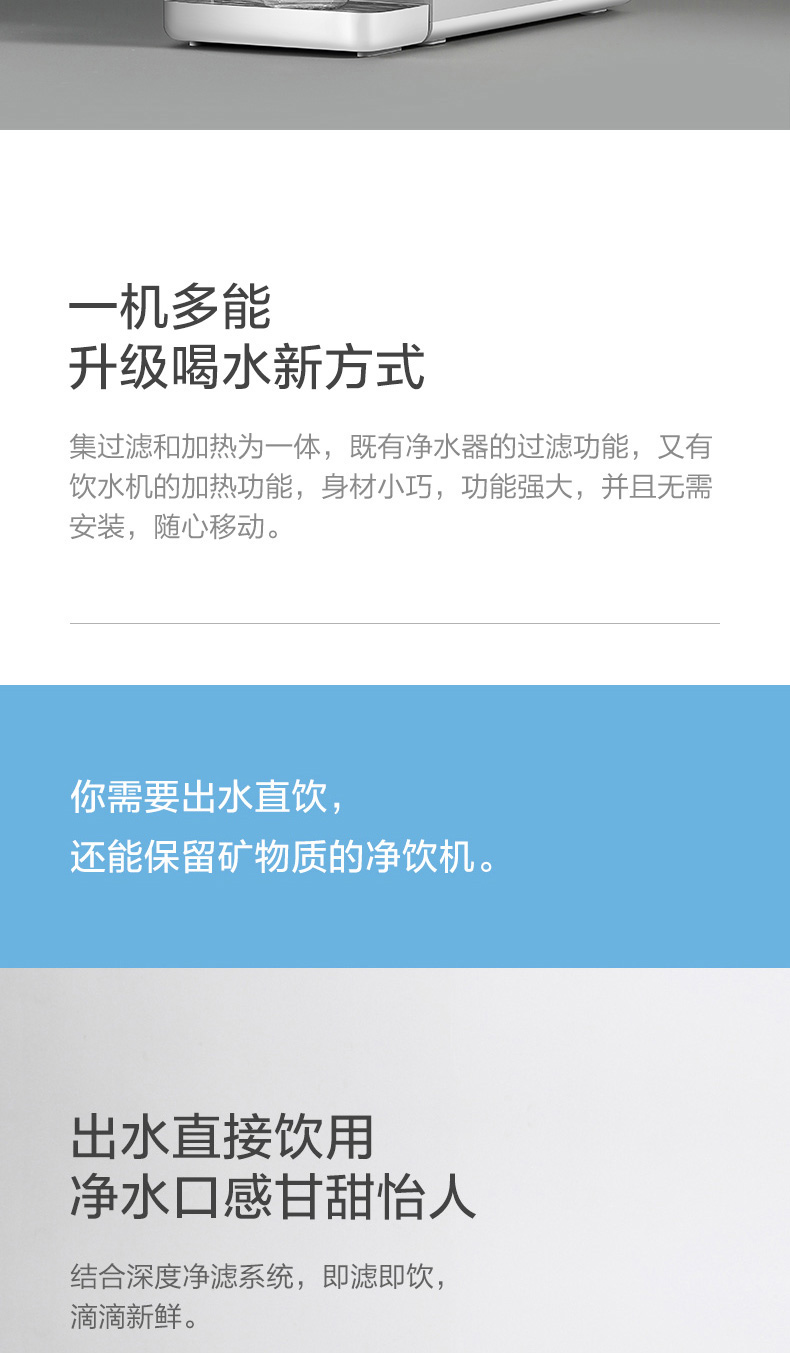 一机多能
升级喝水新方式
集过滤和加热为一体，既有净水器的过滤功能，又有
饮水机的加热功能，身材小巧，功能强大，并且无需
安装，随心移动。
你需要出水直饮，
还能保留矿物质的净饮机。
出水直接饮用
净水口感甘甜怡人
结合深度净滤系统，即滤即饮，
滴滴新鲜。